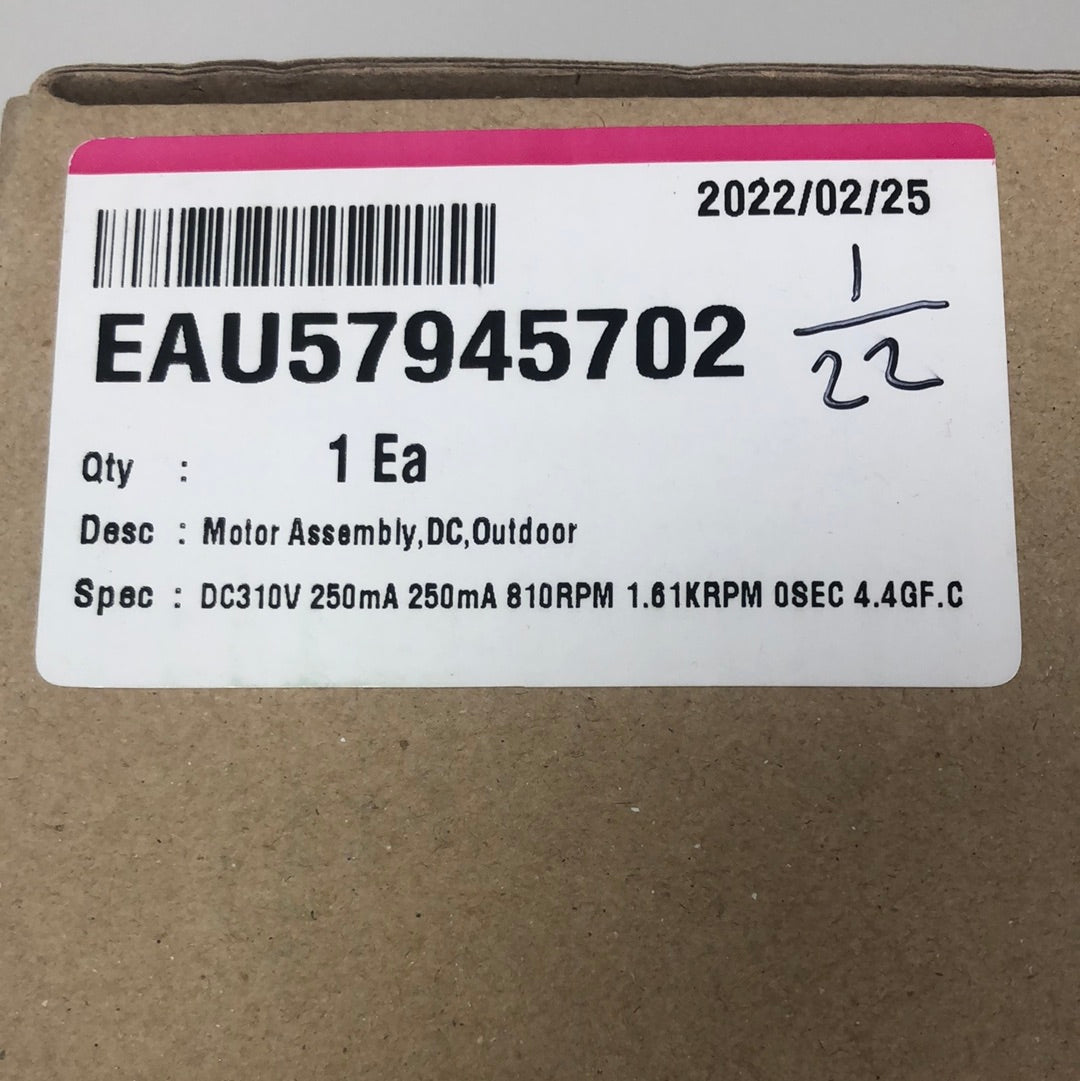 2022/02/25
1
22
EAU57945702
Qty : 1 Ea
Desc : Motor Assembly,DC,Outdoor
Spec : DC310V 250mA 250mA 810RPM 1.61KRPM 0SEC 4.4GF.C